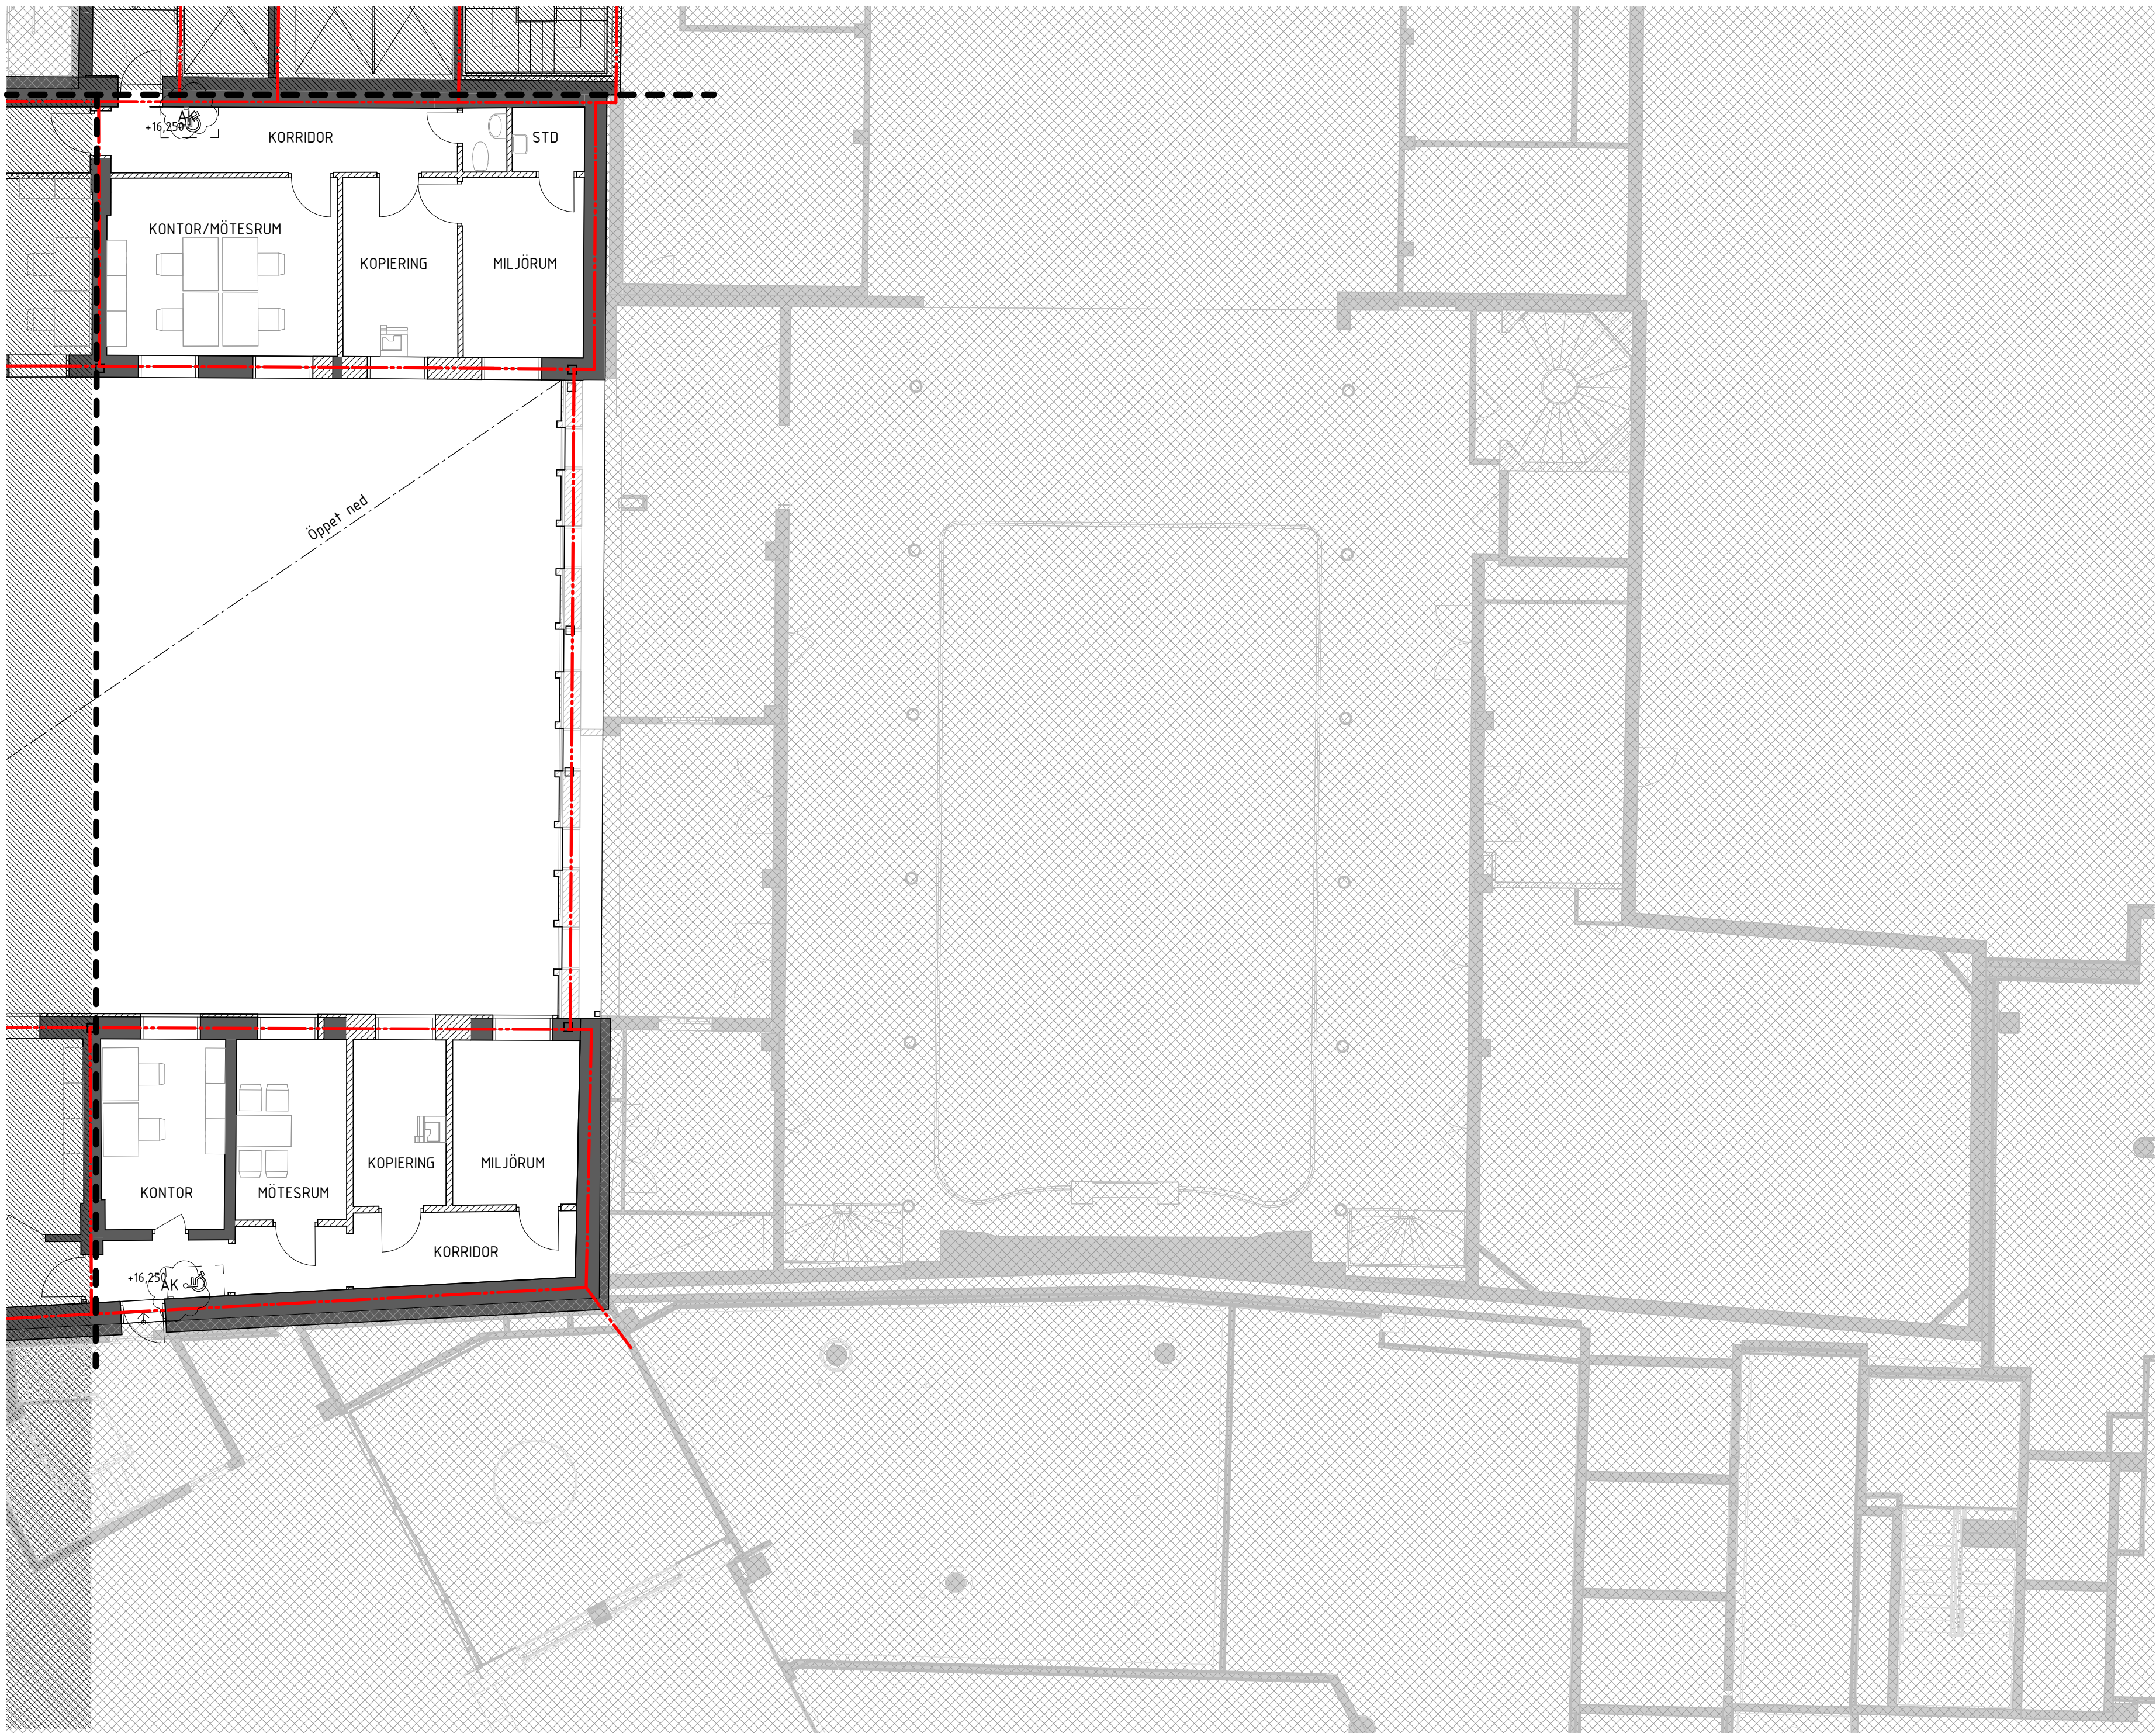 AK
+16,250
KORRIDOR
STD
KONTOR/MÖTESRUM
KOPIERING
MILJÖRUM
Öppet ned
KOPIERING
MILJÖRUM
KONTOR
MÖTESRUM
KORRIDOR
+16,250
AK